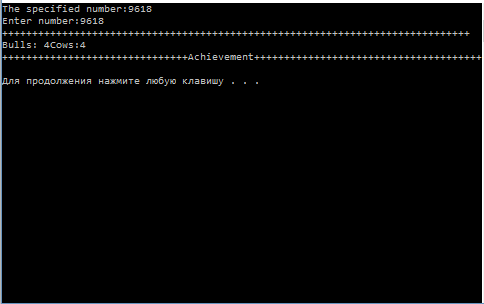 The specified number:9618
Enter number:9618
++++++++++++++++++++++++++++++++++++++++++++++++++++++++++++++++++++++++++++++
Bulls: 4Cows:4
+++++++++++++++++++++++++++++++Achievement++++++++++++++++++++++++++++++++++++++
Для продолжения нажмите любую клавишу . . .